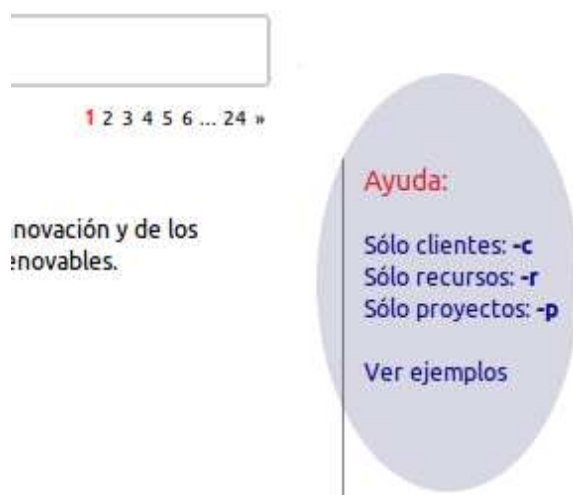 1 2 3 4 5 6 ... 24 »
Ayuda:
novación y de los
enovables.
Sólo clientes: -c
Sólo recursos: -r
Sólo proyectos: -p
Ver ejemplos